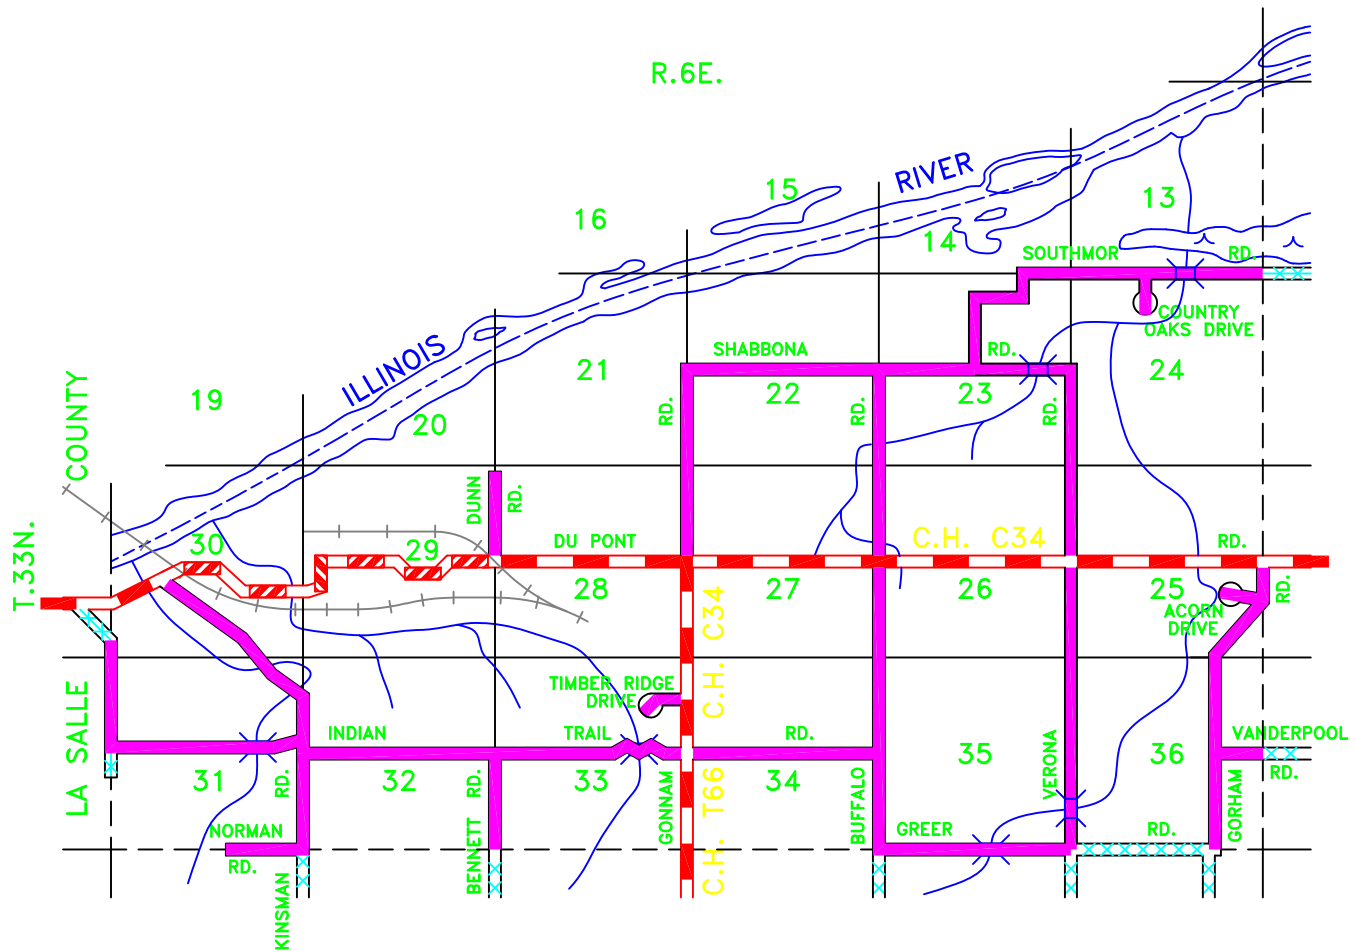 R.6E.
RIVER
15
13
16
14
SOUTHMOR RD.
COUNTRY
OAKS DRIVE
ILLINOIS
SHABBONA RD.
21
24
22
23
19
20
COUNTY
RD.
RD.
RD.
DUNN
RD.
T.33N.
30
29
DU PONT
C.H. C34
RD.
28
27
26
25
RD.
C.H. C34
ACORN
DRIVE
TIMBER RIDGE
DRIVE
LA SALLE
INDIAN TRAIL RD.
VANDERPOOL
RD.
31
32
33
34
35
36
RD.
RD.
GONNAM
C.H. T66
BUFFALO
VERONA
GORHAM
NORMAN
RD.
BENNETT
GREER RD.
KINSMAN